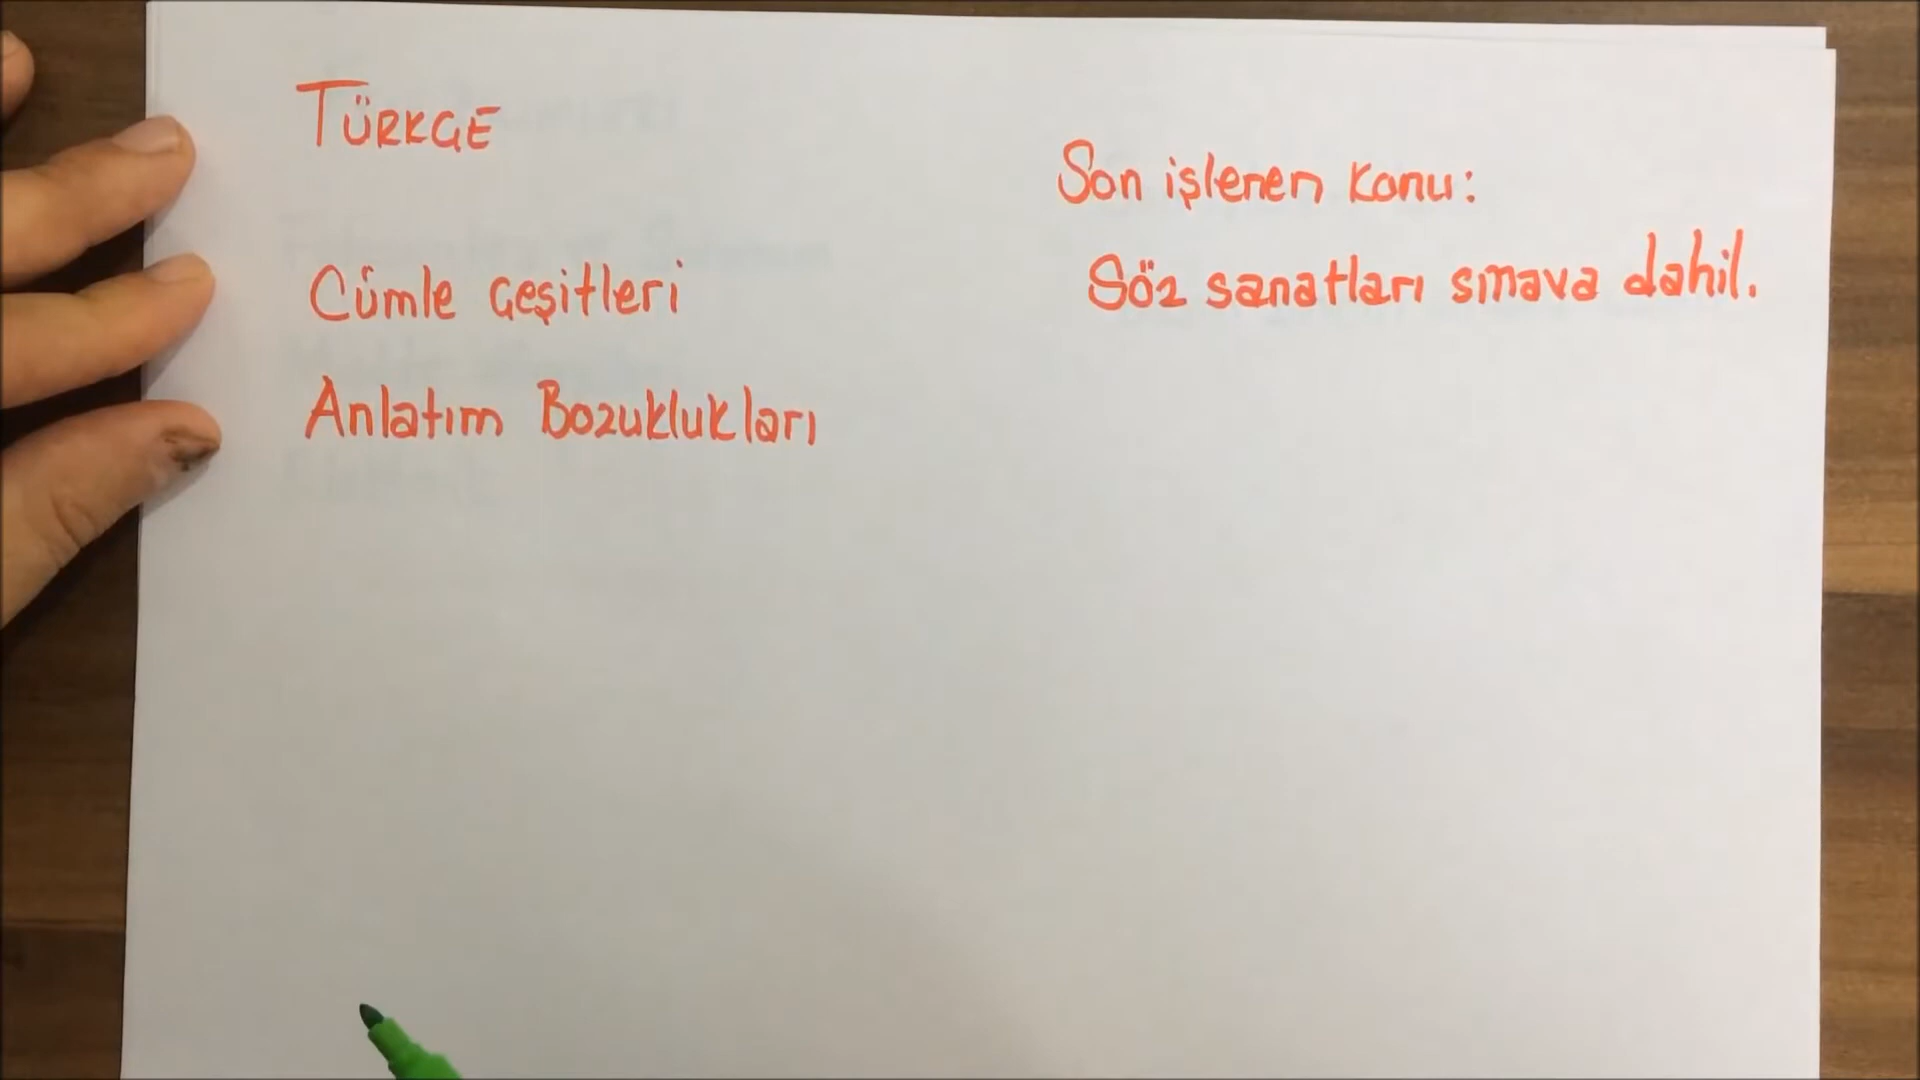 TÜRKÇE
Cümle çeşitleri
Anlatım Bozuklukları
Son işlenen konu:
Söz sanatları sınava dahil.